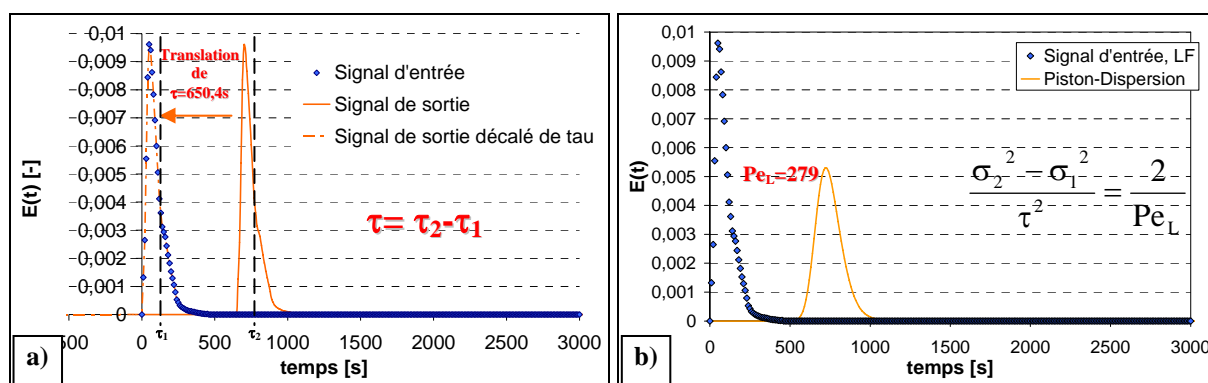 0,01
-0,009
-0,008
-0,007
-0,006
-0,005
-0,004
-0,003
-0,002
-0,001
0
E(t) [-]
Translation
de
τ=650,4s
Signal d'entrée
Signal de sortie
Signal de sortie décalé de tau
τ= τ₂-τ₁
500 0 500 1000 1500 2000 2500 3000
τ₁ τ₂
temps [s]
a)
0,01
0,009
0,008
0,007
0,006
0,005
0,004
0,003
0,002
0,001
0
E(t)
Signal d'entrée, LF
Piston-Dispersion
Pe_L=279
(σ₂² − σ₁²)/τ² = 2/Pe_L
0 500 1000 1500 2000 2500 3000
temps [s]
b)